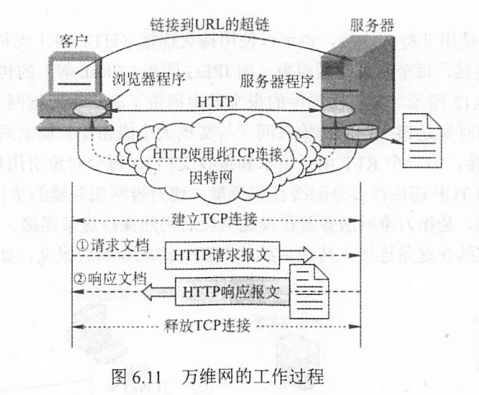 链接到URL的超链
客户
服务器
浏览器程序
服务器程序
HTTP
HTTP使用此TCP连接
因特网
建立TCP连接
①请求文档
HTTP请求报文
②响应文档
HTTP响应报文
释放TCP连接
图 6.11 万维网的工作过程